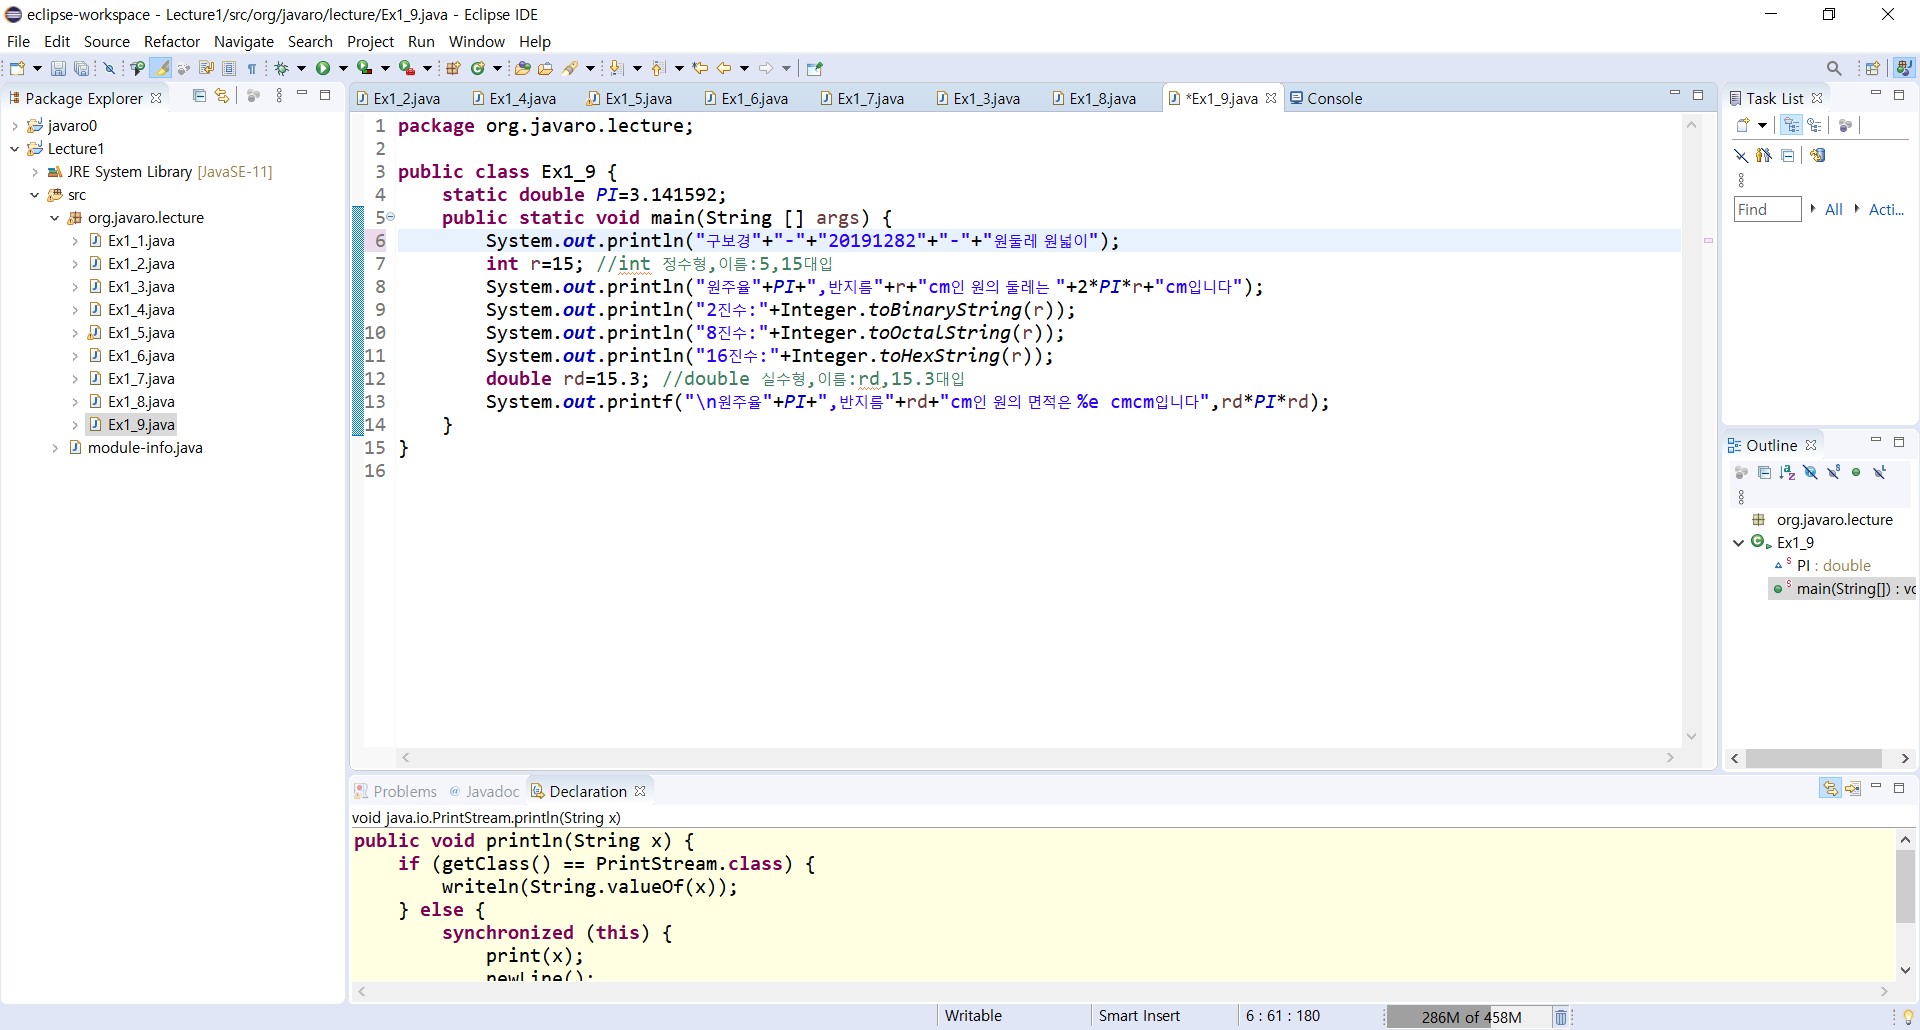 eclipse-workspace - Lecture1/src/org/javaro/lecture/Ex1_9.java - Eclipse IDE
File Edit Source Refactor Navigate Search Project Run Window Help
Package Explorer
javaro0
Lecture1
JRE System Library [JavaSE-11]
src
org.javaro.lecture
Ex1_1.java
Ex1_2.java
Ex1_3.java
Ex1_4.java
Ex1_5.java
Ex1_6.java
Ex1_7.java
Ex1_8.java
Ex1_9.java
module-info.java
Ex1_2.java Ex1_4.java Ex1_5.java Ex1_6.java Ex1_7.java Ex1_3.java Ex1_8.java *Ex1_9.java Console
1 package org.javaro.lecture;
2
3 public class Ex1_9 {
4 static double PI=3.141592;
5 public static void main(String [] args) {
6 System.out.println("구보경"+"-"+"20191282"+"-"+"원둘레 원넓이");
7 int r=15; //int 정수형,이름:5,15대입
8 System.out.println("원주율"+PI+",반지름"+r+"cm인 원의 둘레는 "+2*PI*r+"cm입니다");
9 System.out.println("2진수:"+Integer.toBinaryString(r));
10 System.out.println("8진수:"+Integer.toOctalString(r));
11 System.out.println("16진수:"+Integer.toHexString(r));
12 double rd=15.3; //double 실수형,이름:rd,15.3대입
13 System.out.printf("\n원주율"+PI+",반지름"+rd+"cm인 원의 면적은 %e cmcm입니다",rd*PI*rd);
14 }
15 }
16
Task List
Find All Acti...
Outline
org.javaro.lecture
Ex1_9
PI : double
main(String[]) : vo
Problems @ Javadoc Declaration
void java.io.PrintStream.println(String x)
public void println(String x) {
if (getClass() == PrintStream.class) {
writeln(String.valueOf(x));
} else {
synchronized (this) {
print(x);
newLine();
Writable Smart Insert 6 : 61 : 180 286M of 458M